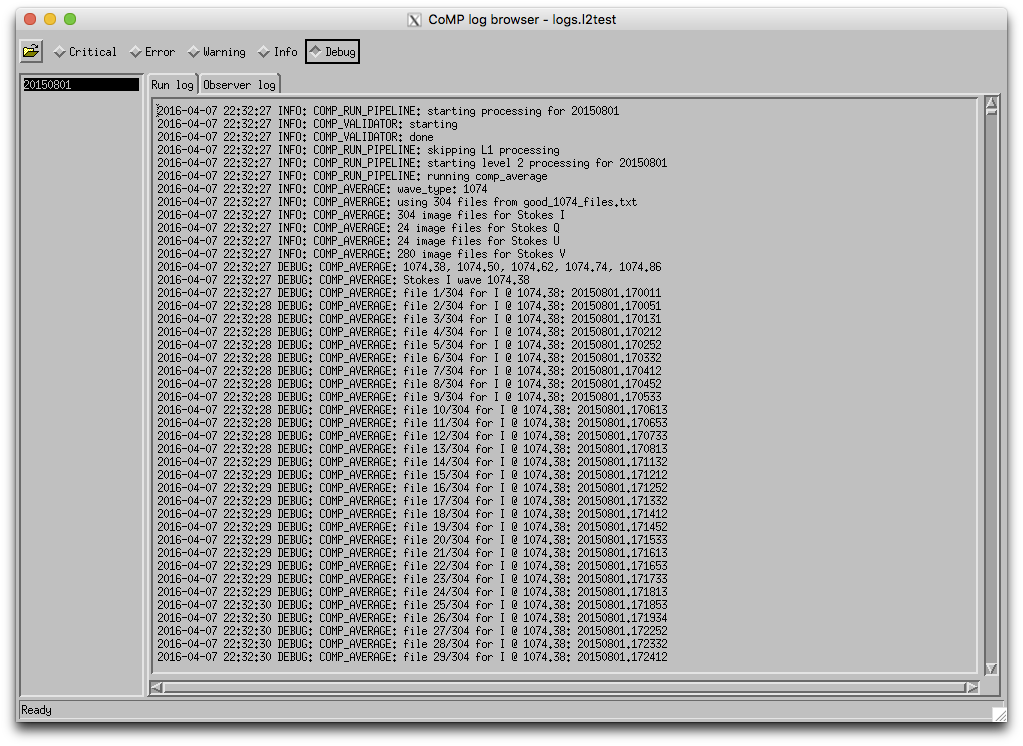 CoMP log browser - logs.l2test
Critical Error Warning Info Debug
20150801
Run log Observer log
2016-04-07 22:32:27 INFO: COMP_RUN_PIPELINE: starting processing for 20150801
2016-04-07 22:32:27 INFO: COMP_VALIDATOR: starting
2016-04-07 22:32:27 INFO: COMP_VALIDATOR: done
2016-04-07 22:32:27 INFO: COMP_RUN_PIPELINE: skipping L1 processing
2016-04-07 22:32:27 INFO: COMP_RUN_PIPELINE: starting level 2 processing for 20150801
2016-04-07 22:32:27 INFO: COMP_RUN_PIPELINE: running comp_average
2016-04-07 22:32:27 INFO: COMP_AVERAGE: wave_type: 1074
2016-04-07 22:32:27 INFO: COMP_AVERAGE: using 304 files from good_1074_files.txt
2016-04-07 22:32:27 INFO: COMP_AVERAGE: 304 image files for Stokes I
2016-04-07 22:32:27 INFO: COMP_AVERAGE: 24 image files for Stokes Q
2016-04-07 22:32:27 INFO: COMP_AVERAGE: 24 image files for Stokes U
2016-04-07 22:32:27 INFO: COMP_AVERAGE: 280 image files for Stokes V
2016-04-07 22:32:27 DEBUG: COMP_AVERAGE: 1074.38, 1074.50, 1074.62, 1074.74, 1074.86
2016-04-07 22:32:27 DEBUG: COMP_AVERAGE: Stokes I wave 1074.38
2016-04-07 22:32:27 DEBUG: COMP_AVERAGE: file 1/304 for I @ 1074.38: 20150801.170011
2016-04-07 22:32:28 DEBUG: COMP_AVERAGE: file 2/304 for I @ 1074.38: 20150801.170051
2016-04-07 22:32:28 DEBUG: COMP_AVERAGE: file 3/304 for I @ 1074.38: 20150801.170131
2016-04-07 22:32:28 DEBUG: COMP_AVERAGE: file 4/304 for I @ 1074.38: 20150801.170212
2016-04-07 22:32:28 DEBUG: COMP_AVERAGE: file 5/304 for I @ 1074.38: 20150801.170252
2016-04-07 22:32:28 DEBUG: COMP_AVERAGE: file 6/304 for I @ 1074.38: 20150801.170332
2016-04-07 22:32:28 DEBUG: COMP_AVERAGE: file 7/304 for I @ 1074.38: 20150801.170412
2016-04-07 22:32:28 DEBUG: COMP_AVERAGE: file 8/304 for I @ 1074.38: 20150801.170452
2016-04-07 22:32:28 DEBUG: COMP_AVERAGE: file 9/304 for I @ 1074.38: 20150801.170533
2016-04-07 22:32:28 DEBUG: COMP_AVERAGE: file 10/304 for I @ 1074.38: 20150801.170613
2016-04-07 22:32:28 DEBUG: COMP_AVERAGE: file 11/304 for I @ 1074.38: 20150801.170653
2016-04-07 22:32:28 DEBUG: COMP_AVERAGE: file 12/304 for I @ 1074.38: 20150801.170733
2016-04-07 22:32:28 DEBUG: COMP_AVERAGE: file 13/304 for I @ 1074.38: 20150801.170813
2016-04-07 22:32:29 DEBUG: COMP_AVERAGE: file 14/304 for I @ 1074.38: 20150801.171132
2016-04-07 22:32:29 DEBUG: COMP_AVERAGE: file 15/304 for I @ 1074.38: 20150801.171212
2016-04-07 22:32:29 DEBUG: COMP_AVERAGE: file 16/304 for I @ 1074.38: 20150801.171252
2016-04-07 22:32:29 DEBUG: COMP_AVERAGE: file 17/304 for I @ 1074.38: 20150801.171332
2016-04-07 22:32:29 DEBUG: COMP_AVERAGE: file 18/304 for I @ 1074.38: 20150801.171412
2016-04-07 22:32:29 DEBUG: COMP_AVERAGE: file 19/304 for I @ 1074.38: 20150801.171452
2016-04-07 22:32:29 DEBUG: COMP_AVERAGE: file 20/304 for I @ 1074.38: 20150801.171533
2016-04-07 22:32:29 DEBUG: COMP_AVERAGE: file 21/304 for I @ 1074.38: 20150801.171613
2016-04-07 22:32:29 DEBUG: COMP_AVERAGE: file 22/304 for I @ 1074.38: 20150801.171653
2016-04-07 22:32:29 DEBUG: COMP_AVERAGE: file 23/304 for I @ 1074.38: 20150801.171733
2016-04-07 22:32:29 DEBUG: COMP_AVERAGE: file 24/304 for I @ 1074.38: 20150801.171813
2016-04-07 22:32:30 DEBUG: COMP_AVERAGE: file 25/304 for I @ 1074.38: 20150801.171853
2016-04-07 22:32:30 DEBUG: COMP_AVERAGE: file 26/304 for I @ 1074.38: 20150801.171934
2016-04-07 22:32:30 DEBUG: COMP_AVERAGE: file 27/304 for I @ 1074.38: 20150801.172252
2016-04-07 22:32:30 DEBUG: COMP_AVERAGE: file 28/304 for I @ 1074.38: 20150801.172332
2016-04-07 22:32:30 DEBUG: COMP_AVERAGE: file 29/304 for I @ 1074.38: 20150801.172412
Ready